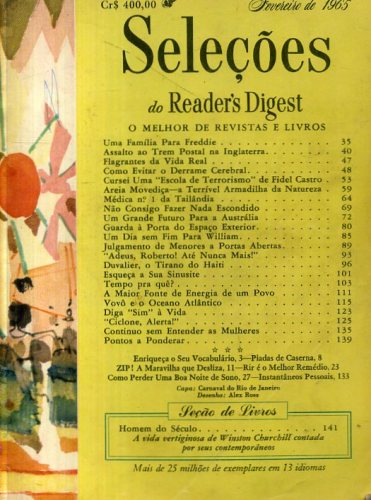 Cr$ 400,00
Fevereiro de 1965
Seleções
do Reader's Digest
O MELHOR DE REVISTAS E LIVROS
Uma Família Para Freddie . . . . . 35
Assalto ao Trem Postal na Inglaterra. . . . . 40
Flagrantes da Vida Real . . . . . 47
Como Evitar o Derrame Cerebral. . . . . 48
Cursei Uma "Escola de Terrorismo" de Fidel Castro . . 53
Areia Movediça—a Terrível Armadilha da Natureza . . 59
Médica n.º 1 da Tailândia . . . . . 64
Não Consigo Fazer Nada Escondido . . . . . 69
Um Grande Futuro Para a Austrália . . . . . 72
Guarda à Porta do Espaço Exterior . . . . . 80
Um Dia sem Fim Para William . . . . . 85
Julgamento de Menores a Portas Abertas . . . . . 89
"Adeus, Roberto! Até Nunca Mais!" . . . . . 93
Duvalier, o Tirano do Haiti . . . . . 96
Esqueça a Sua Sinusite . . . . . 101
Tempo pra quê? . . . . . 103
A Maior Fonte de Energia de um Povo . . . . . 111
Vovô e o Oceano Atlântico . . . . . 115
Diga "Sim" à Vida . . . . . 123
"Ciclone, Alerta!" . . . . . 125
Continuo sem Entender as Mulheres . . . . . 135
Pontos a Ponderar . . . . . 139
Enriqueça o Seu Vocabulário, 3—Piadas de Caserna, 8
ZIP! A Maravilha que Desliza, 11—Rir é o Melhor Remédio, 23
Como Perder Uma Boa Noite de Sono, 27—Instantâneos Pessoais, 133
Capa: Carnaval do Rio de Janeiro
Desenho: Alex Ross
Seção de Livros
Homem do Século . . . . . 141
A vida vertiginosa de Winston Churchill contada
por seus contemporâneos
Mais de 25 milhões de exemplares em 13 idiomas